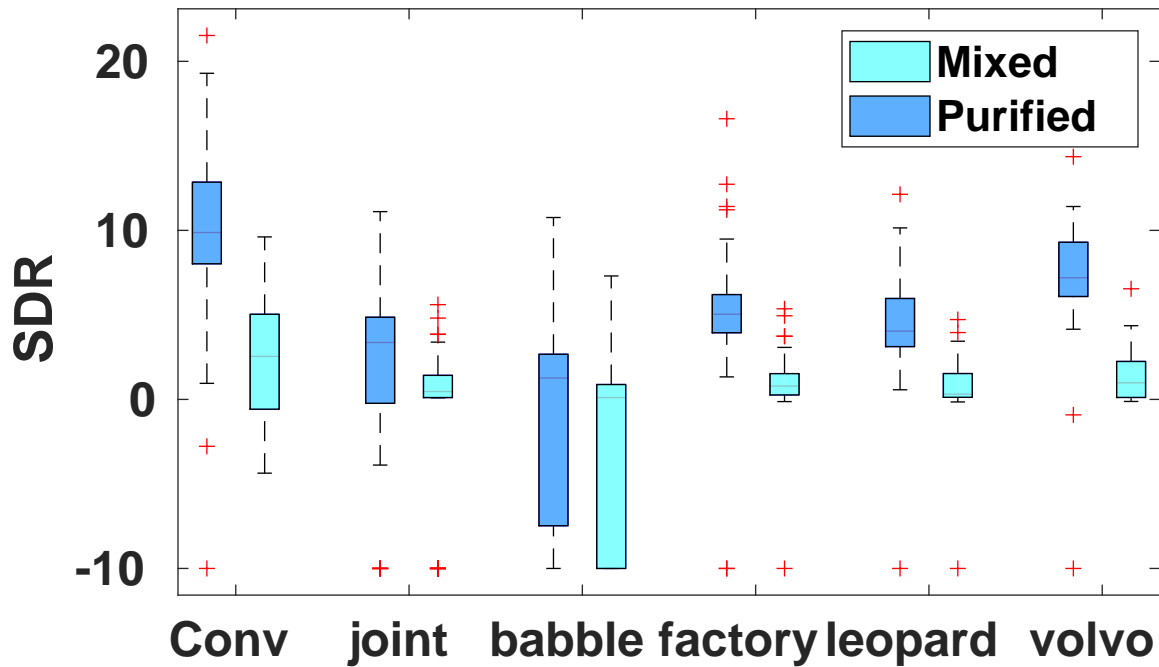 Mixed
Purified
20
10
0
-10
SDR
Conv joint babble factory leopard volvo